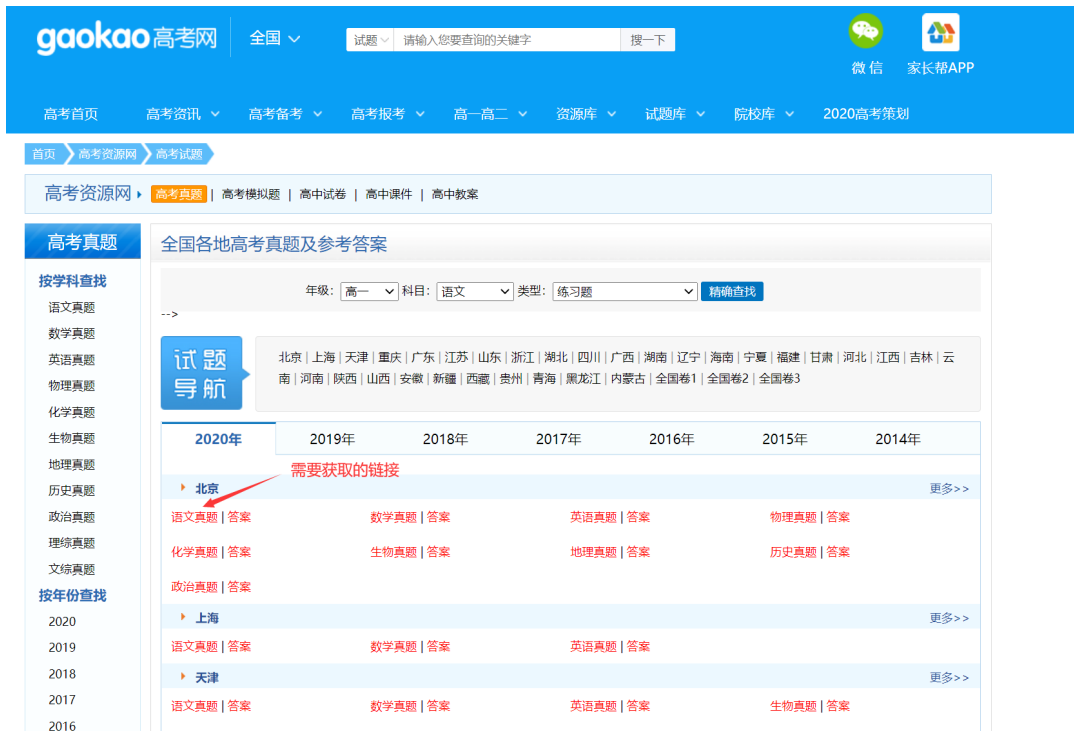 gaokao高考网 全国 试题 请输入您要查询的关键字 搜一下
微 信 家长帮APP
高考首页 高考资讯 高考备考 高考报考 高一高二 资源库 试题库 院校库 2020高考策划
首页 高考资源网 高考试题
高考资源网 高考真题 | 高考模拟题 | 高中试卷 | 高中课件 | 高中教案
高考真题
按学科查找
语文真题
数学真题
英语真题
物理真题
化学真题
生物真题
地理真题
历史真题
政治真题
理综真题
文综真题
按年份查找
2020
2019
2018
2017
2016
全国各地高考真题及参考答案
年级: 高一 科目: 语文 类型: 练习题 精确查找
-->
试 题
导 航
北京 | 上海 | 天津 | 重庆 | 广东 | 江苏 | 山东 | 浙江 | 湖北 | 四川 | 广西 | 湖南 | 辽宁 | 海南 | 宁夏 | 福建 | 甘肃 | 河北 | 江西 | 吉林 | 云
南 | 河南 | 陕西 | 山西 | 安徽 | 新疆 | 西藏 | 贵州 | 青海 | 黑龙江 | 内蒙古 | 全国卷1 | 全国卷2 | 全国卷3
2020年 2019年 2018年 2017年 2016年 2015年 2014年
需要获取的链接
北京 更多>>
语文真题 | 答案 数学真题 | 答案 英语真题 | 答案 物理真题 | 答案
化学真题 | 答案 生物真题 | 答案 地理真题 | 答案 历史真题 | 答案
政治真题 | 答案
上海 更多>>
语文真题 | 答案 数学真题 | 答案 英语真题 | 答案
天津 更多>>
语文真题 | 答案 数学真题 | 答案 英语真题 | 答案 生物真题 | 答案